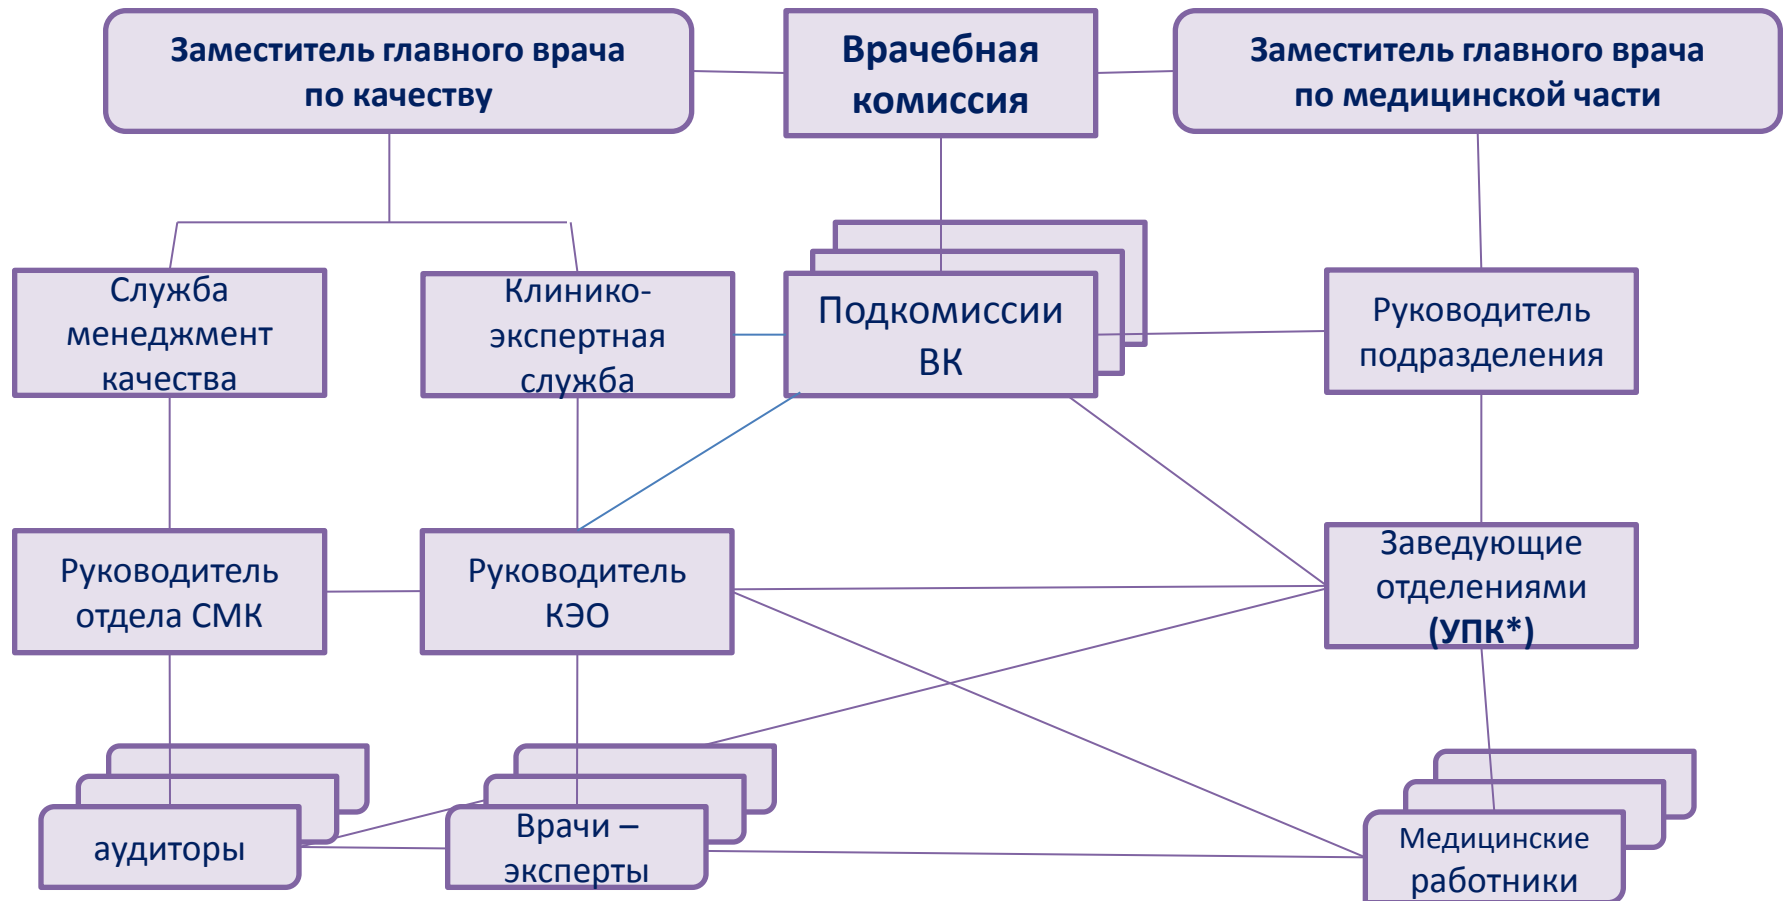 Заместитель главного врача
по качеству
Врачебная
комиссия
Заместитель главного врача
по медицинской части
Служба
менеджмент
качества
Клинико-
экспертная
служба
Подкомиссии
ВК
Руководитель
подразделения
Руководитель
отдела СМК
Руководитель
КЭО
Заведующие
отделениями
(УПК*)
аудиторы
Врачи –
эксперты
Медицинские
работники